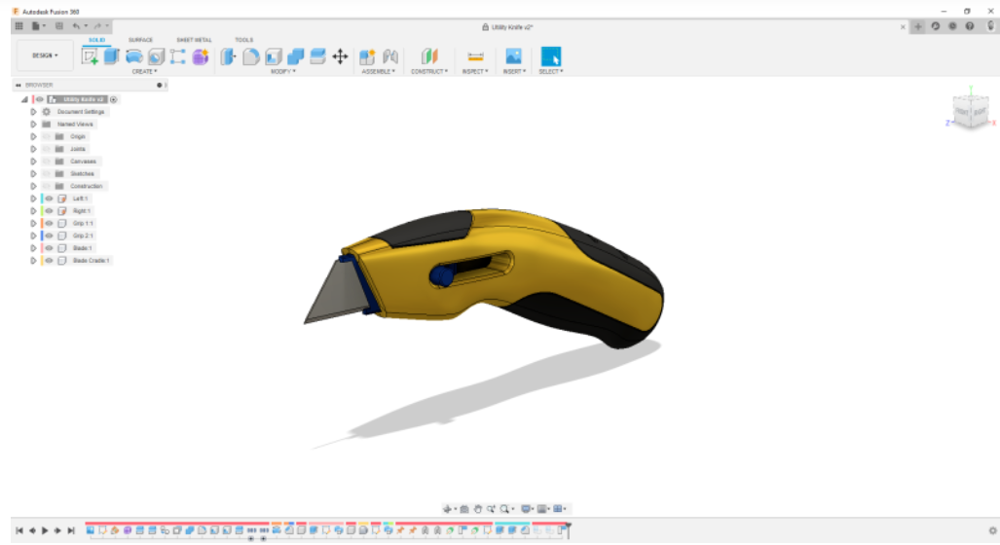 Autodesk Fusion 360
Utility Knife v2*
SOLID SURFACE SHEET METAL TOOLS
DESIGN
CREATE MODIFY ASSEMBLE CONSTRUCT INSPECT INSERT SELECT
BROWSER
Utility Knife v2
Document Settings
Named Views
Origin
Joints
Canvases
Sketches
Construction
Left:1
Right:1
Grip 1:1
Grip 2:1
Blade:1
Blade Cradle:1
FRONT RIGHT
Y
Z X